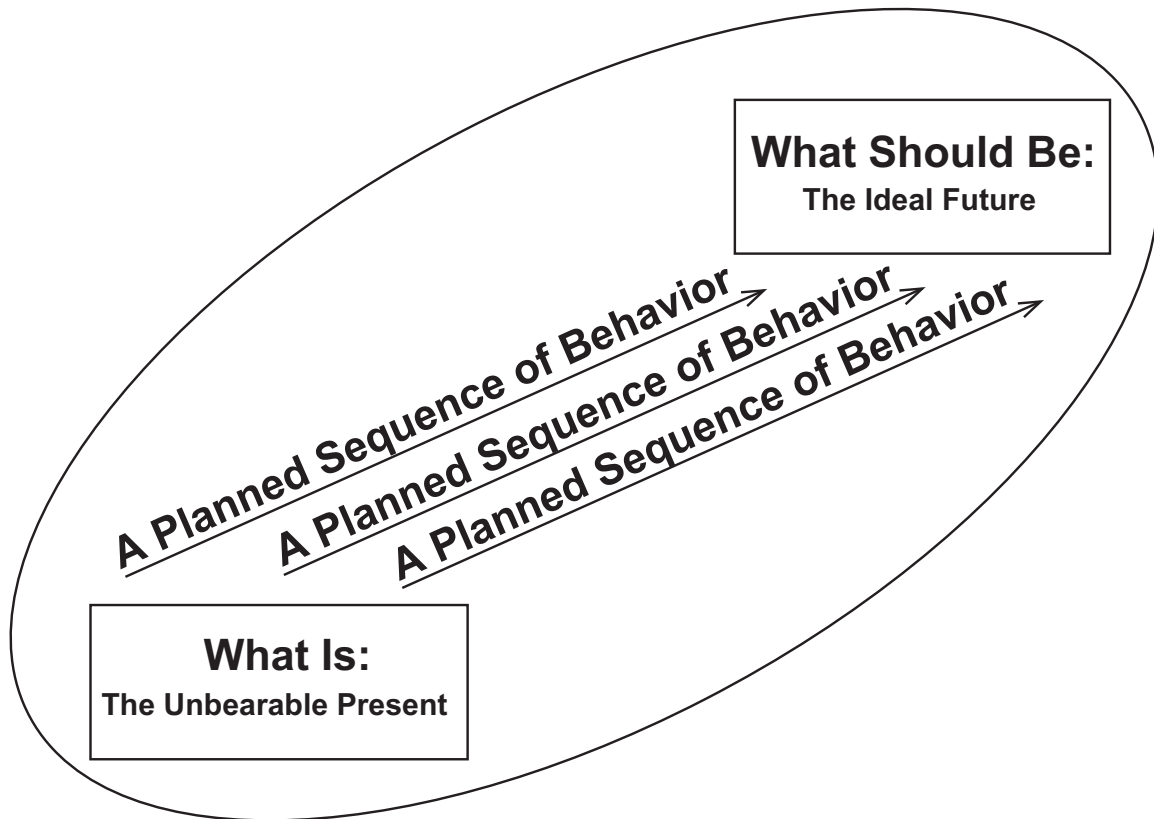 What Should Be:
The Ideal Future
A Planned Sequence of Behavior
A Planned Sequence of Behavior
A Planned Sequence of Behavior
What Is:
The Unbearable Present